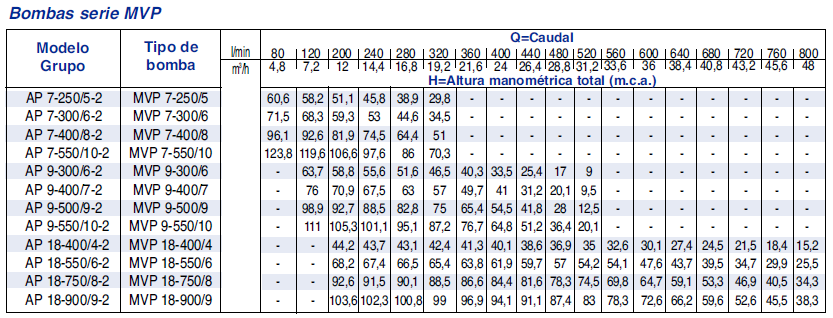 Bombas serie MVP
Modelo Grupo Tipo de bomba Q=Caudal
l/min 80 120 200 240 280 320 360 400 440 480 520 560 600 640 680 720 760 800
m³/h 4,8 7,2 12 14,4 16,8 19,2 21,6 24 26,4 28,8 31,2 33,6 36 38,4 40,8 43,2 45,6 48
H=Altura manométrica total (m.c.a.)
AP 7-250/5-2 MVP 7-250/5 60,6 58,2 51,1 45,8 38,9 29,8 - - - - - - - - - - - -
AP 7-300/6-2 MVP 7-300/6 71,5 68,3 59,3 53 44,6 34,5 - - - - - - - - - - - -
AP 7-400/8-2 MVP 7-400/8 96,1 92,6 81,9 74,5 64,4 51 - - - - - - - - - - - -
AP 7-550/10-2 MVP 7-550/10 123,8 119,6 106,6 97,6 86 70,3 - - - - - - - - - - - -
AP 9-300/6-2 MVP 9-300/6 - 63,7 58,8 55,6 51,6 46,5 40,3 33,5 25,4 17 9 - - - - - - -
AP 9-400/7-2 MVP 9-400/7 - 76 70,9 67,5 63 57 49,7 41 31,2 20,1 9,5 - - - - - - -
AP 9-500/9-2 MVP 9-500/9 - 98,9 92,7 88,5 82,8 75 65,4 54,5 41,8 28 12,5 - - - - - - -
AP 9-550/10-2 MVP 9-550/10 - 111 105,3 101,1 95,1 87,2 76,7 64,8 51,2 36,4 20,1 - - - - - - -
AP 18-400/4-2 MVP 18-400/4 - - 44,2 43,7 43,1 42,4 41,3 40,1 38,6 36,9 35 32,6 30,1 27,4 24,5 21,5 18,4 15,2
AP 18-550/6-2 MVP 18-550/6 - - 68,2 67,4 66,5 65,4 63,8 61,9 59,7 57 54,2 54,1 47,6 43,7 39,5 34,7 29,9 25,5
AP 18-750/8-2 MVP 18-750/8 - - 92,6 91,5 90,1 88,5 86,6 84,4 81,6 78,3 74,5 69,8 64,7 59,1 53,3 46,9 40,5 34,3
AP 18-900/9-2 MVP 18-900/9 - - 103,6 102,3 100,8 99 96,9 94,1 91,1 87,4 83 78,3 72,6 66,2 59,6 52,6 45,5 38,3